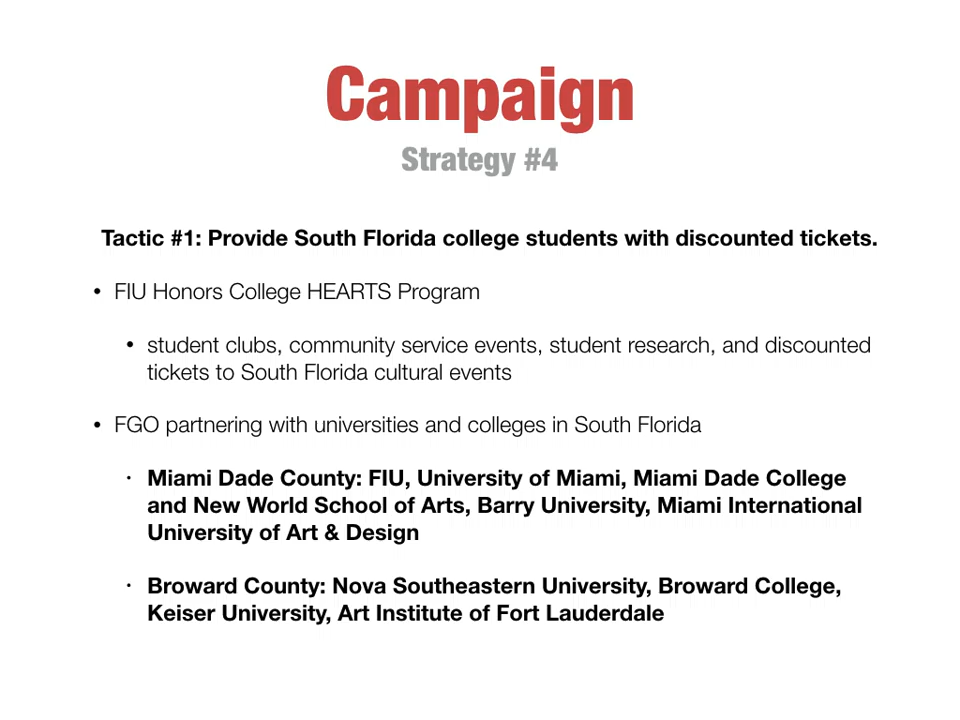 Campaign
Strategy #4
Tactic #1: Provide South Florida college students with discounted tickets.
• FIU Honors College HEARTS Program
• student clubs, community service events, student research, and discounted
tickets to South Florida cultural events
• FGO partnering with universities and colleges in South Florida
• Miami Dade County: FIU, University of Miami, Miami Dade College
and New World School of Arts, Barry University, Miami International
University of Art & Design
• Broward County: Nova Southeastern University, Broward College,
Keiser University, Art Institute of Fort Lauderdale